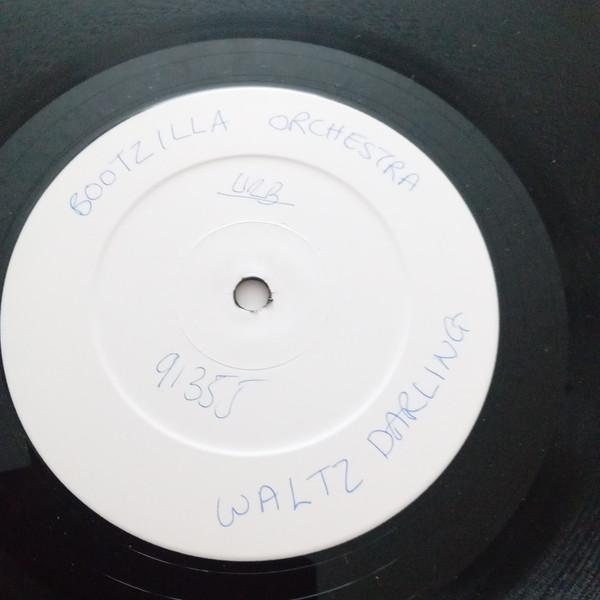 BOOTZILLA ORCHESTRA
URB
91355
WALTZ DARLING